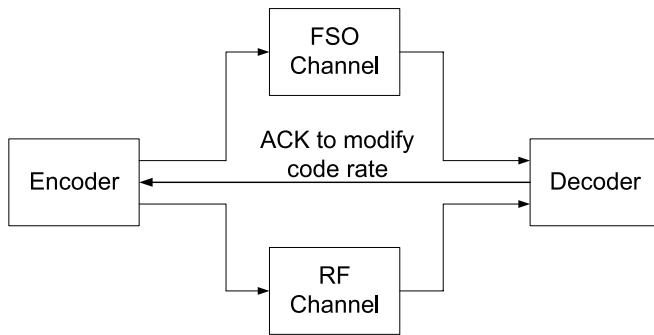 FSO
Channel
ACK to modify
code rate
Encoder
Decoder
RF
Channel